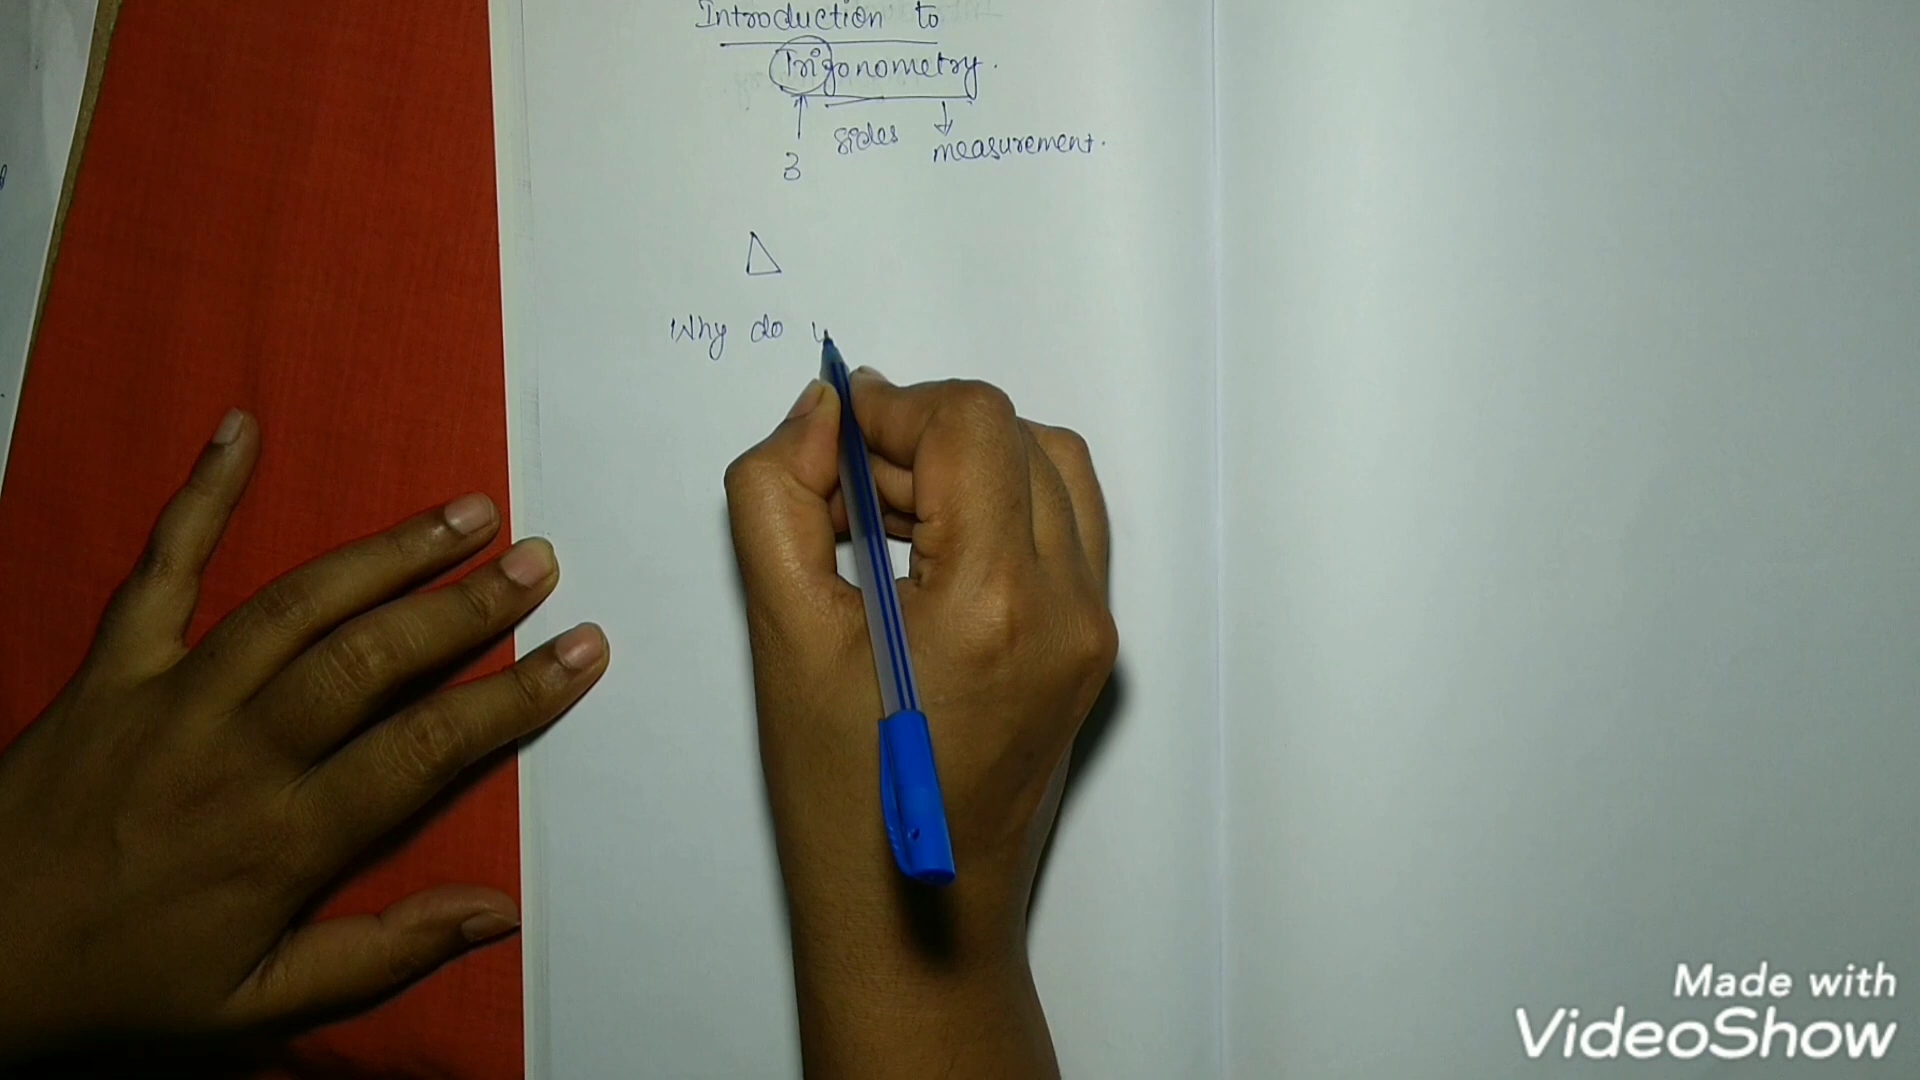 Introduction to
Trigonometry.
3 sides measurement.
Why do
Made with
VideoShow